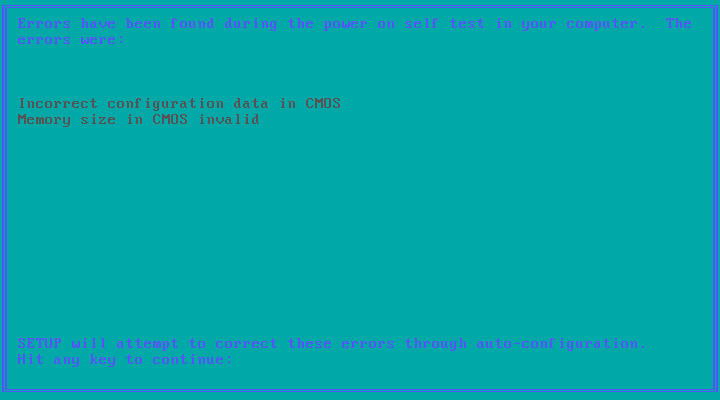 Errors have been found during the power on self test in your computer.  The
errors were:
Incorrect configuration data in CMOS
Memory size in CMOS invalid
SETUP will attempt to correct these errors through auto-configuration.
Hit any key to continue: